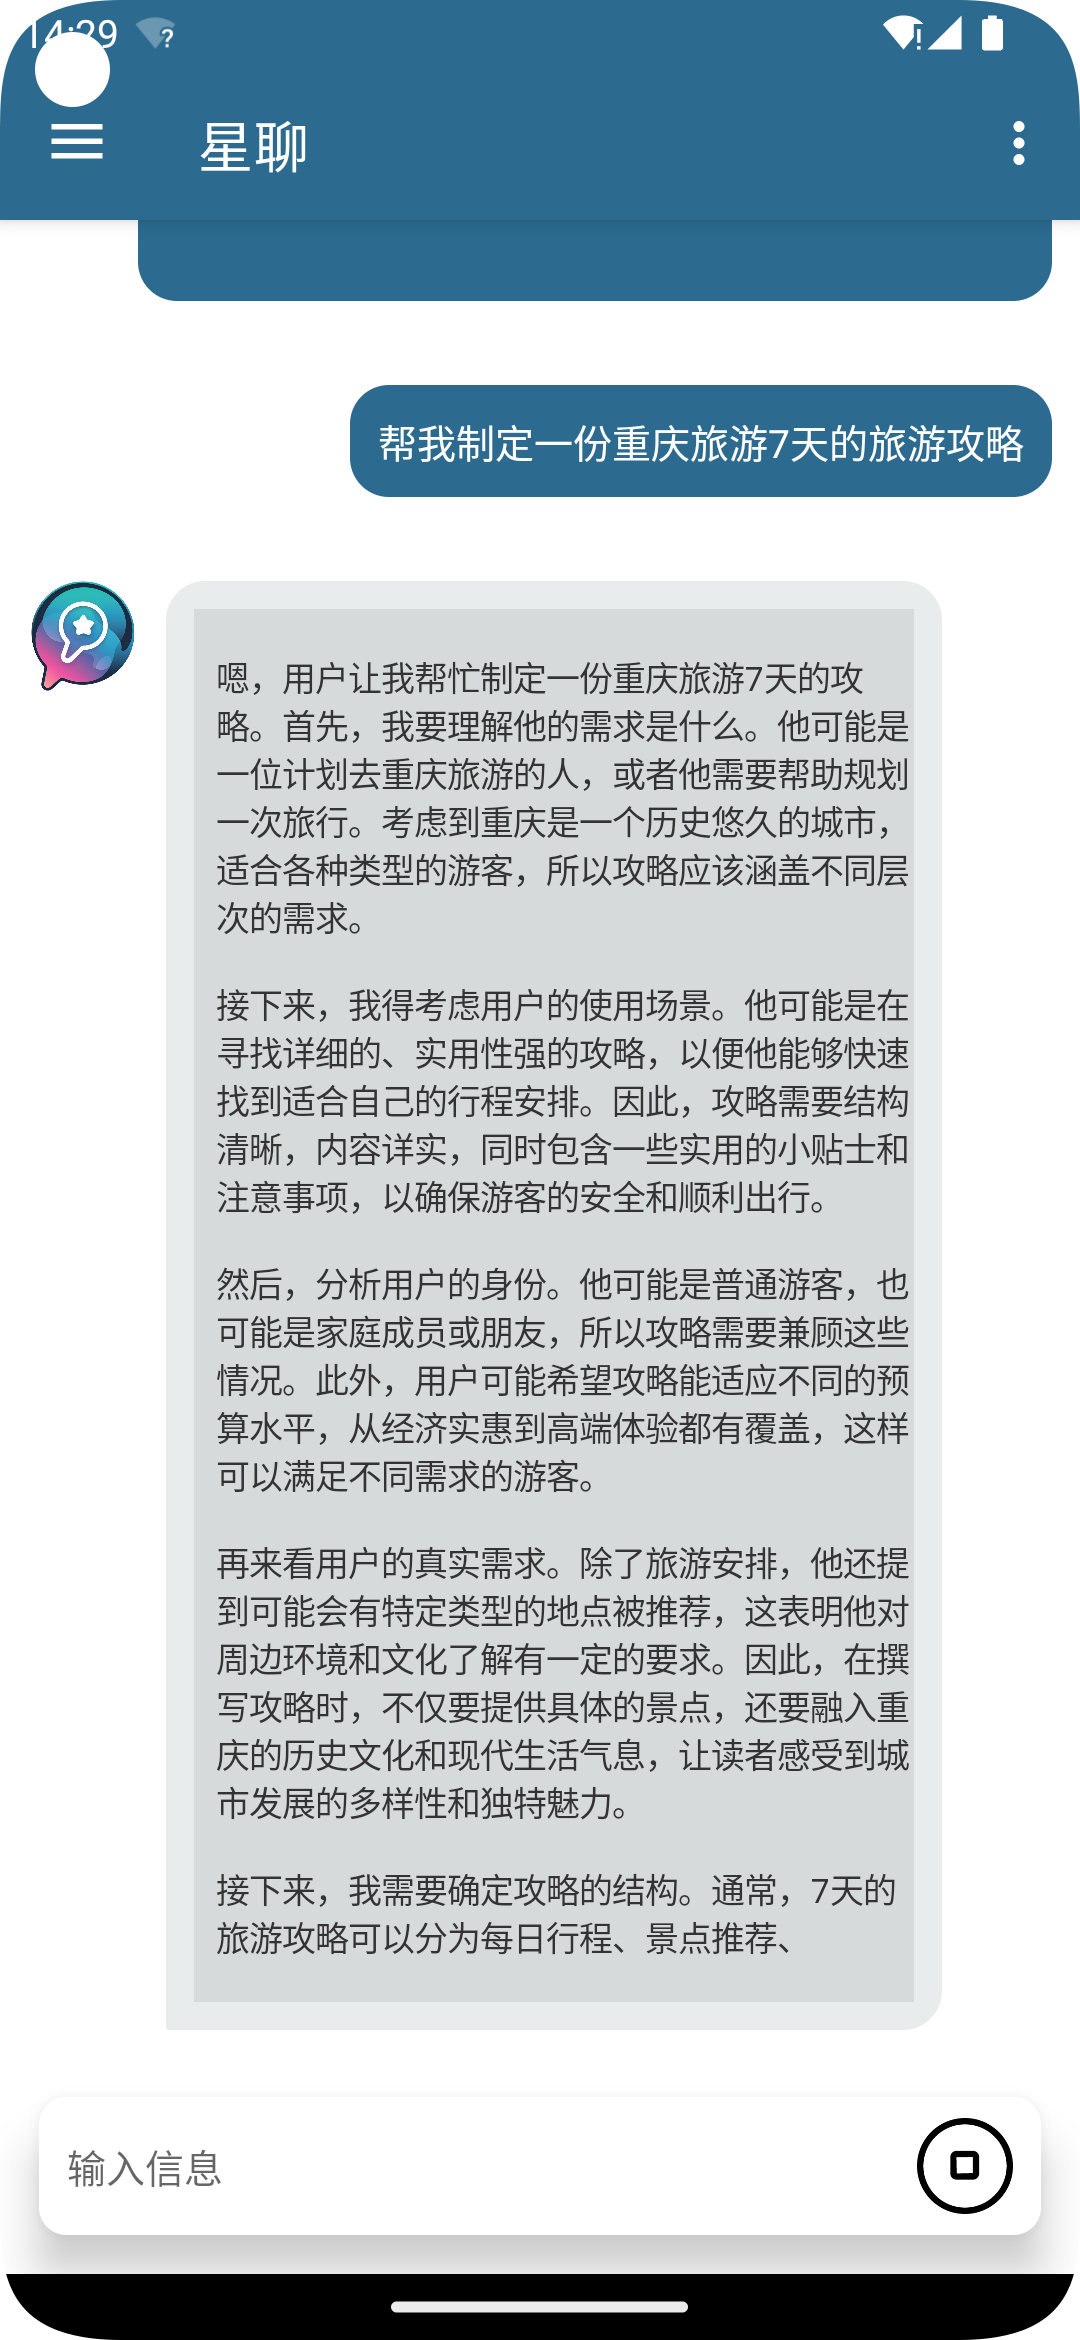 14:29
星聊
帮我制定一份重庆旅游7天的旅游攻略
嗯，用户让我帮忙制定一份重庆旅游7天的攻
略。首先，我要理解他的需求是什么。他可能是
一位计划去重庆旅游的人，或者他需要帮助规划
一次旅行。考虑到重庆是一个历史悠久的城市，
适合各种类型的游客，所以攻略应该涵盖不同层
次的需求。
接下来，我得考虑用户的使用场景。他可能是在
寻找详细的、实用性强的攻略，以便他能够快速
找到适合自己的行程安排。因此，攻略需要结构
清晰，内容详实，同时包含一些实用的小贴士和
注意事项，以确保游客的安全和顺利出行。
然后，分析用户的身份。他可能是普通游客，也
可能是家庭成员或朋友，所以攻略需要兼顾这些
情况。此外，用户可能希望攻略能适应不同的预
算水平，从经济实惠到高端体验都有覆盖，这样
可以满足不同需求的游客。
再来看用户的真实需求。除了旅游安排，他还提
到可能会有特定类型的地点被推荐，这表明他对
周边环境和文化了解有一定的要求。因此，在撰
写攻略时，不仅要提供具体的景点，还要融入重
庆的历史文化和现代生活气息，让读者感受到城
市发展的多样性和独特魅力。
接下来，我需要确定攻略的结构。通常，7天的
旅游攻略可以分为每日行程、景点推荐、
输入信息